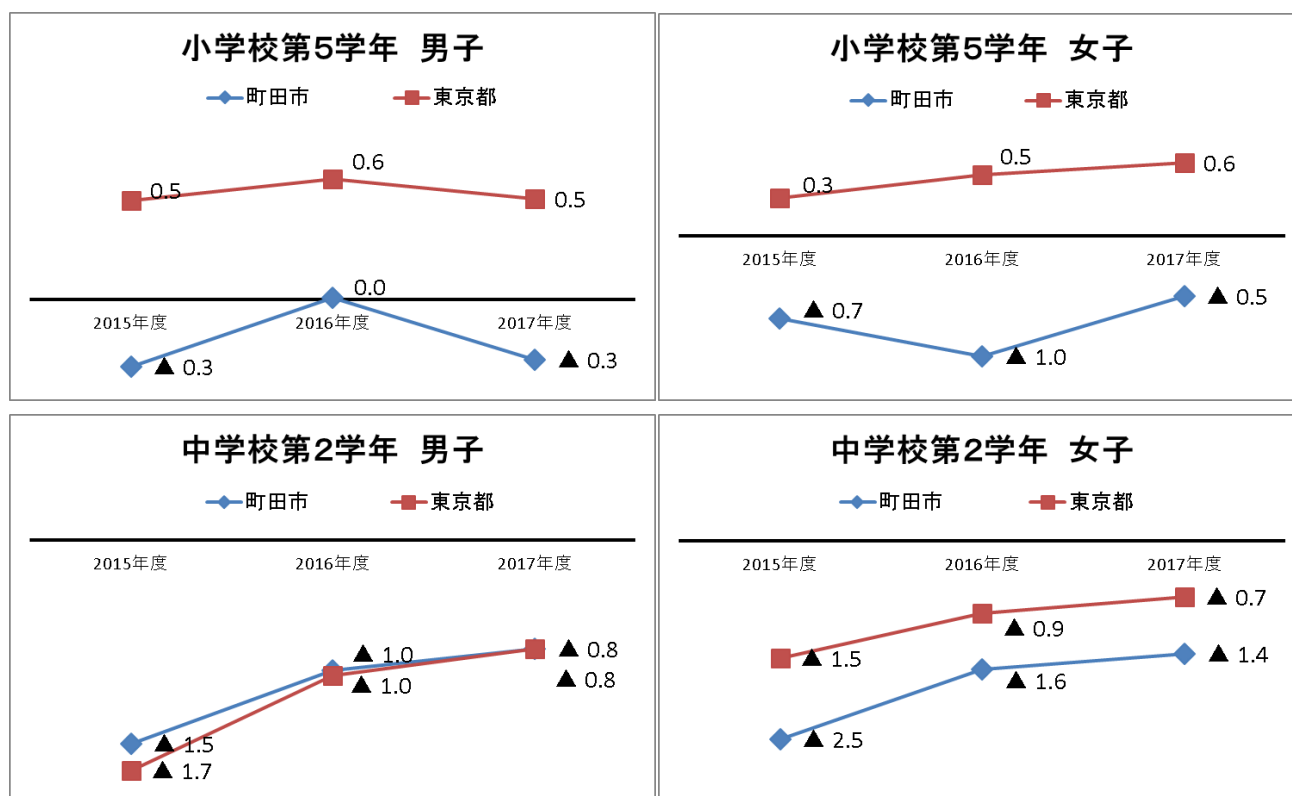 小学校第5学年 男子
町田市 東京都
0.5 0.6 0.5
0.0
2015年度 2016年度 2017年度
▲ 0.3 ▲ 0.3
小学校第5学年 女子
町田市 東京都
0.3 0.5 0.6
2015年度 2016年度 2017年度
▲ 0.7 ▲ 1.0 ▲ 0.5
中学校第2学年 男子
町田市 東京都
2015年度 2016年度 2017年度
▲ 1.5 ▲ 1.0 ▲ 0.8
▲ 1.7 ▲ 1.0 ▲ 0.8
中学校第2学年 女子
町田市 東京都
2015年度 2016年度 2017年度
▲ 1.5 ▲ 0.9 ▲ 0.7
▲ 2.5 ▲ 1.6 ▲ 1.4